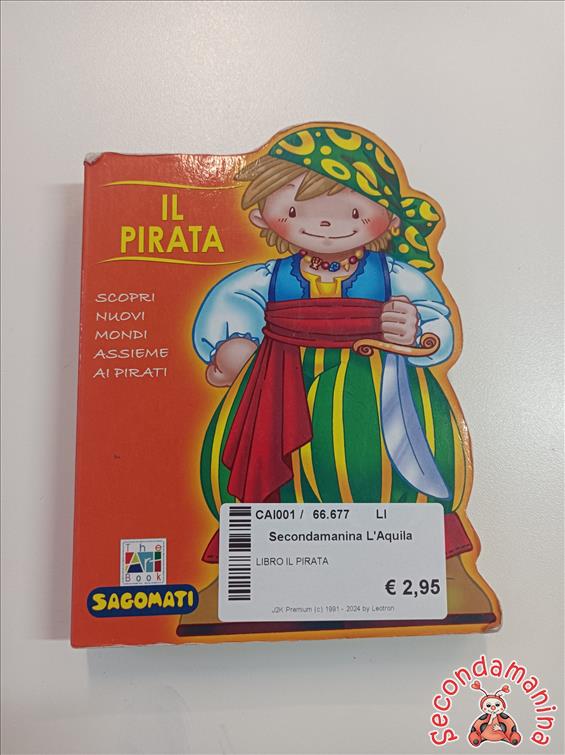 IL
PIRATA
SCOPRI
NUOVI
MONDI
ASSIEME
AI PIRATI
The
Art
Book
SAGOMATI
CAI001 / 66.677 LI
Secondamanina L'Aquila
LIBRO IL PIRATA
€ 2,95
J2K Premium (c) 1991 - 2024 by Leotron
Secondamanina